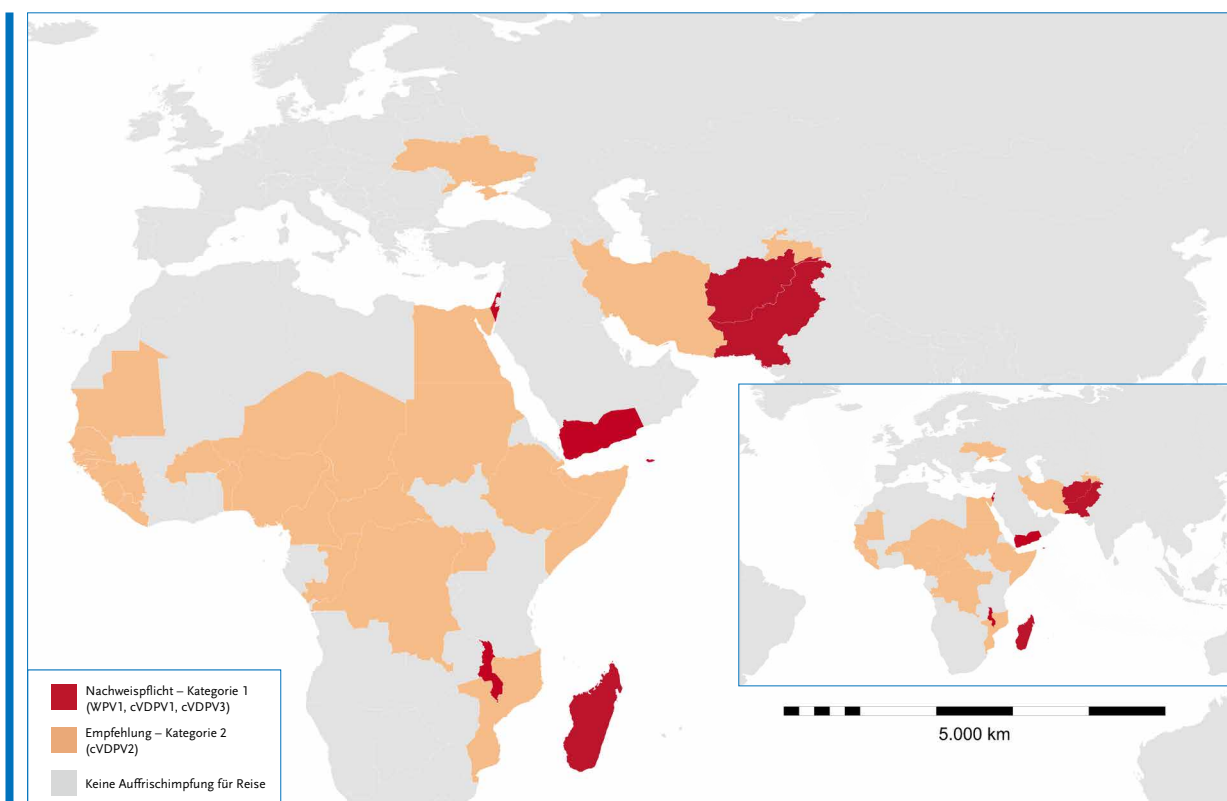 Nachweispflicht – Kategorie 1
(WPV1, cVDPV1, cVDPV3)
Empfehlung – Kategorie 2
(cVDPV2)
Keine Auffrischimpfung für Reise
5.000 km